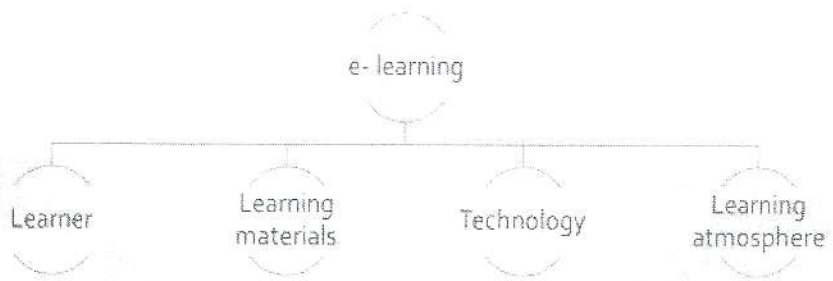 e- learning
Learner
Learning
materials
Technology
Learning
atmosphere